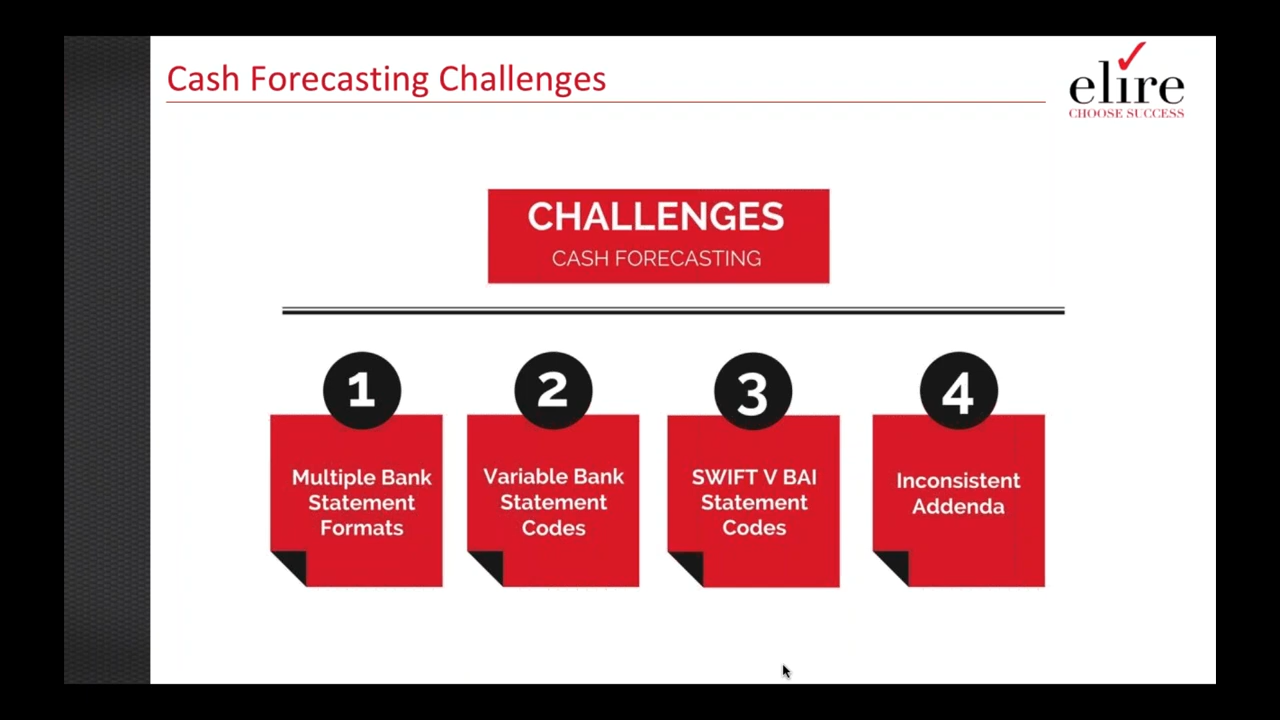 Cash Forecasting Challenges
elire
CHOOSE SUCCESS
CHALLENGES
CASH FORECASTING
1
Multiple Bank
Statement
Formats
2
Variable Bank
Statement
Codes
3
SWIFT V BAI
Statement
Codes
4
Inconsistent
Addenda